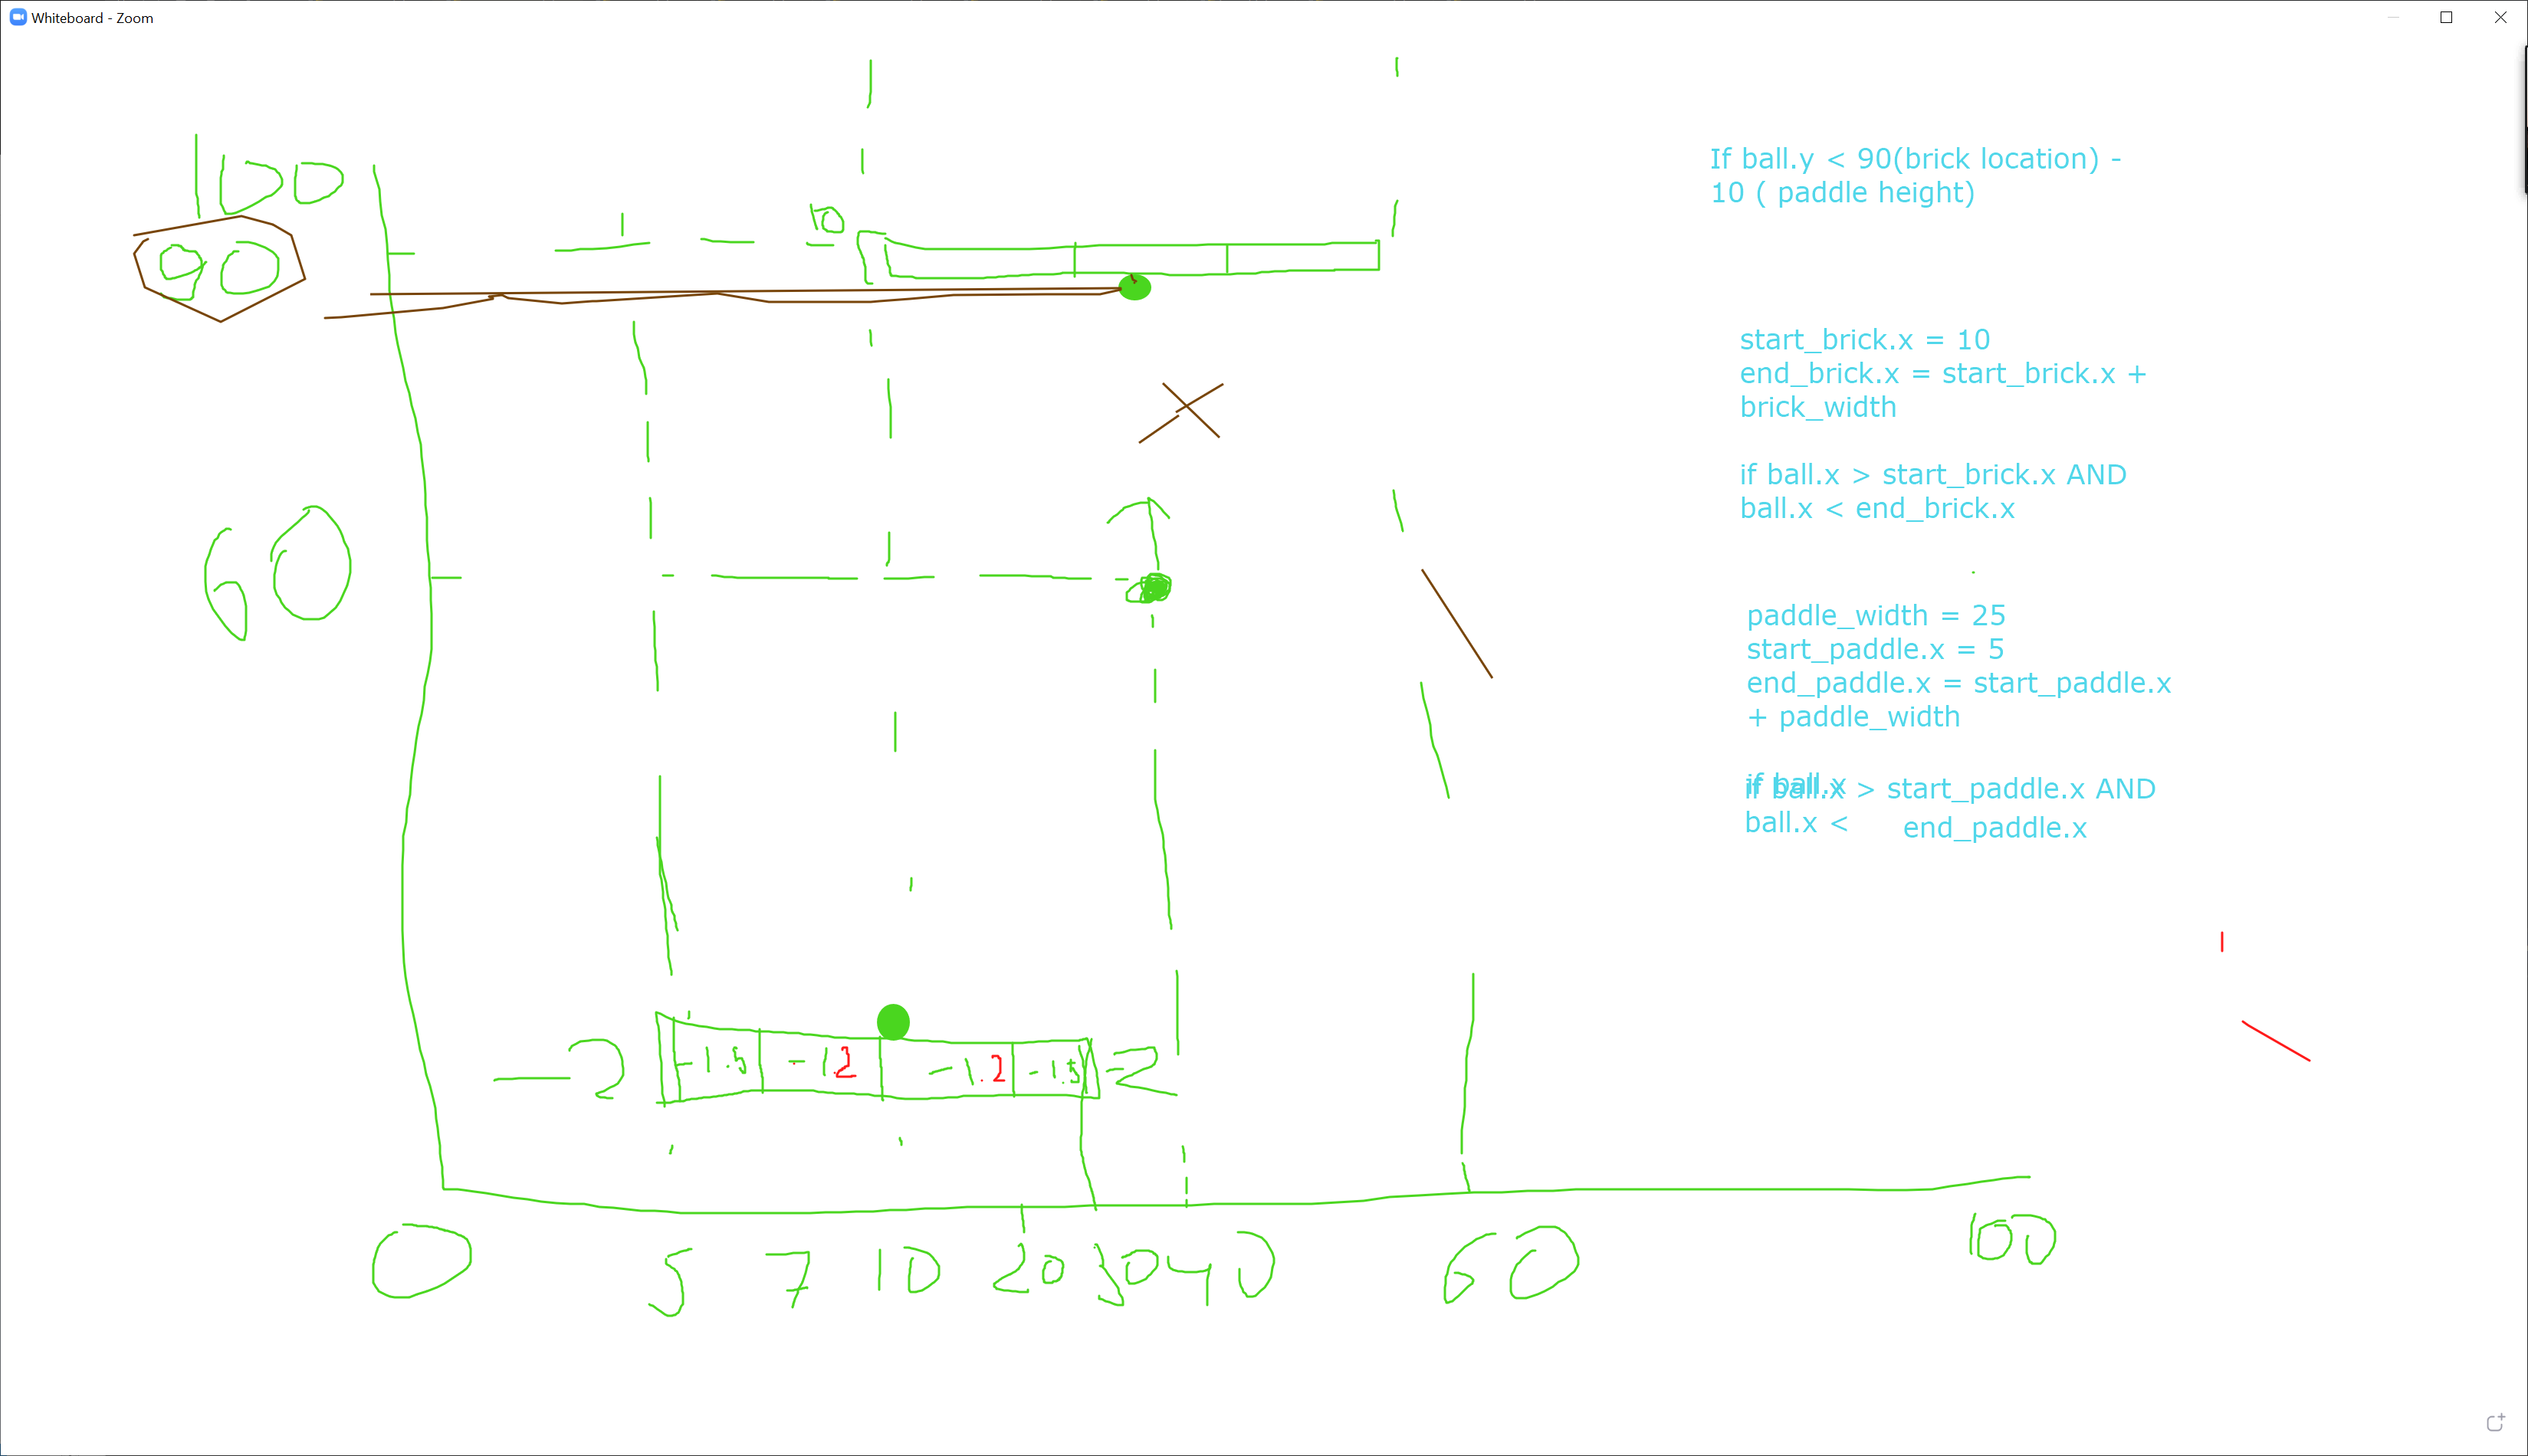 Whiteboard - Zoom
100
90
10
60
If ball.y < 90(brick location) -
10 ( paddle height)
start_brick.x = 10
end_brick.x = start_brick.x +
brick_width
if ball.x > start_brick.x AND
ball.x < end_brick.x
paddle_width = 25
start_paddle.x = 5
end_paddle.x = start_paddle.x
+ paddle_width
if ball.x
if ball.x > start_paddle.x AND
ball.x < end_paddle.x
-2 -1.5 -1.2 -1.2 -1.5 -2
0 5 7 10 20 30 40 60 100